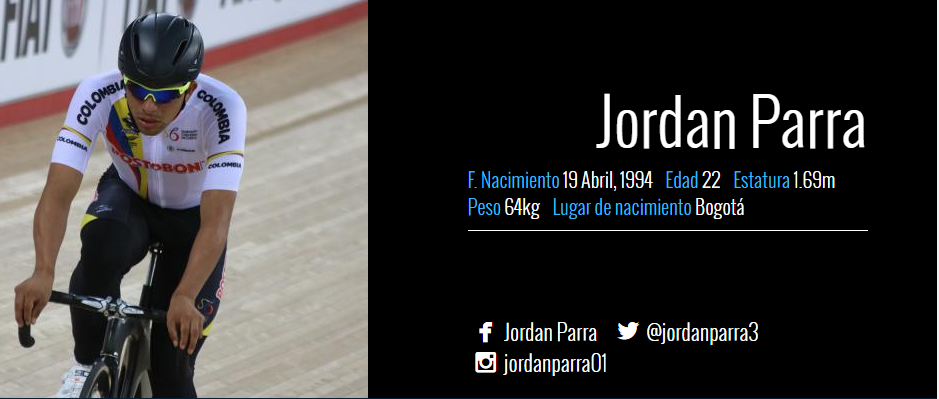 FIAT
COLOMBIA
COLOMBIA
COLOMBIA
POSTOBON
Jordan Parra
F. Nacimiento 19 Abril, 1994 Edad 22 Estatura 1.69m
Peso 64kg Lugar de nacimiento Bogotá
Jordan Parra @jordanparra3
jordanparra01